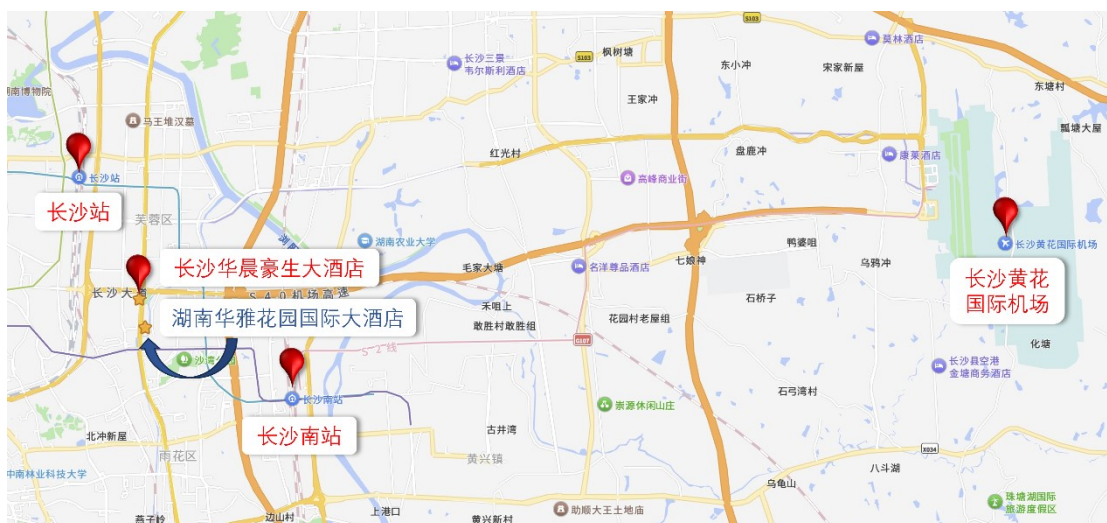 S103
莫林酒店
枫树塘
长沙三景
韦尔斯利酒店
S103
东小冲
宋家新屋
湖南博物院
王家冲
东塘村
马王堆汉墓
瓢塘大屋
红光村
盘鹿冲
康莱酒店
长沙站
高峰商业街
长沙站
芙蓉区
湖南农业大学
鸭婆咀
长沙黄花国际机场
长沙华晨豪生大酒店
毛家大塘
名洋尊品酒店
七娘神
乌鸦冲
长沙黄花
国际机场
长沙大道
S40机场高速
石桥子
禾咀上
湖南华雅花园国际大酒店
敢胜村敢胜组
花园村老屋组
G107
化塘
S2线
沙湾公园
长沙县空港
金塘商务酒店
石弓湾村
长沙南站
崇源休闲山庄
长沙南站
古井湾
北冲新屋
X034
雨花区
黄兴镇
八斗湖
中南林业科技大学
乌龟山
珠塘湖国际
旅游度假区
上港口
助顺大王土地庙
燕子岭
边山村
黄兴新村